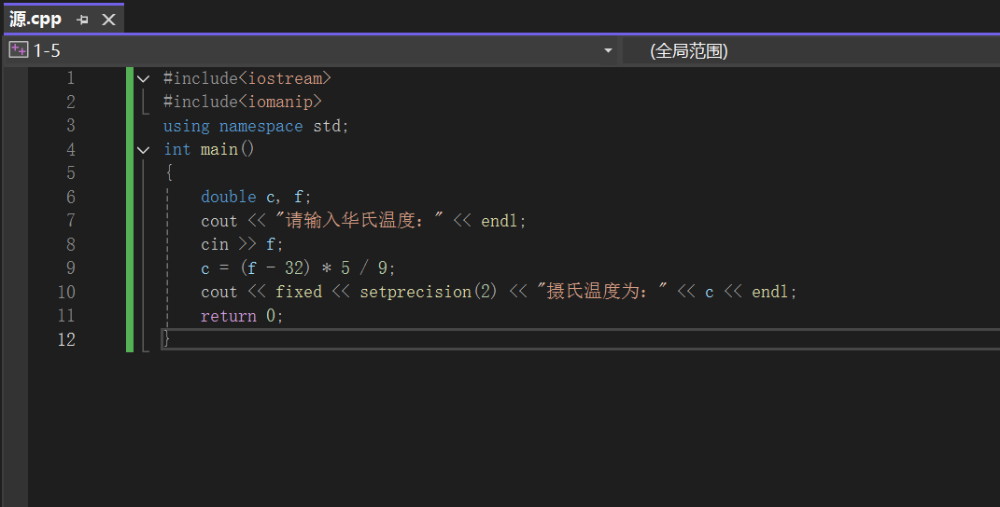 源.cpp
1-5 (全局范围)
1 #include<iostream>
2 #include<iomanip>
3 using namespace std;
4 int main()
5 {
6 double c, f;
7 cout << "请输入华氏温度：" << endl;
8 cin >> f;
9 c = (f - 32) * 5 / 9;
10 cout << fixed << setprecision(2) << "摄氏温度为：" << c << endl;
11 return 0;
12 }